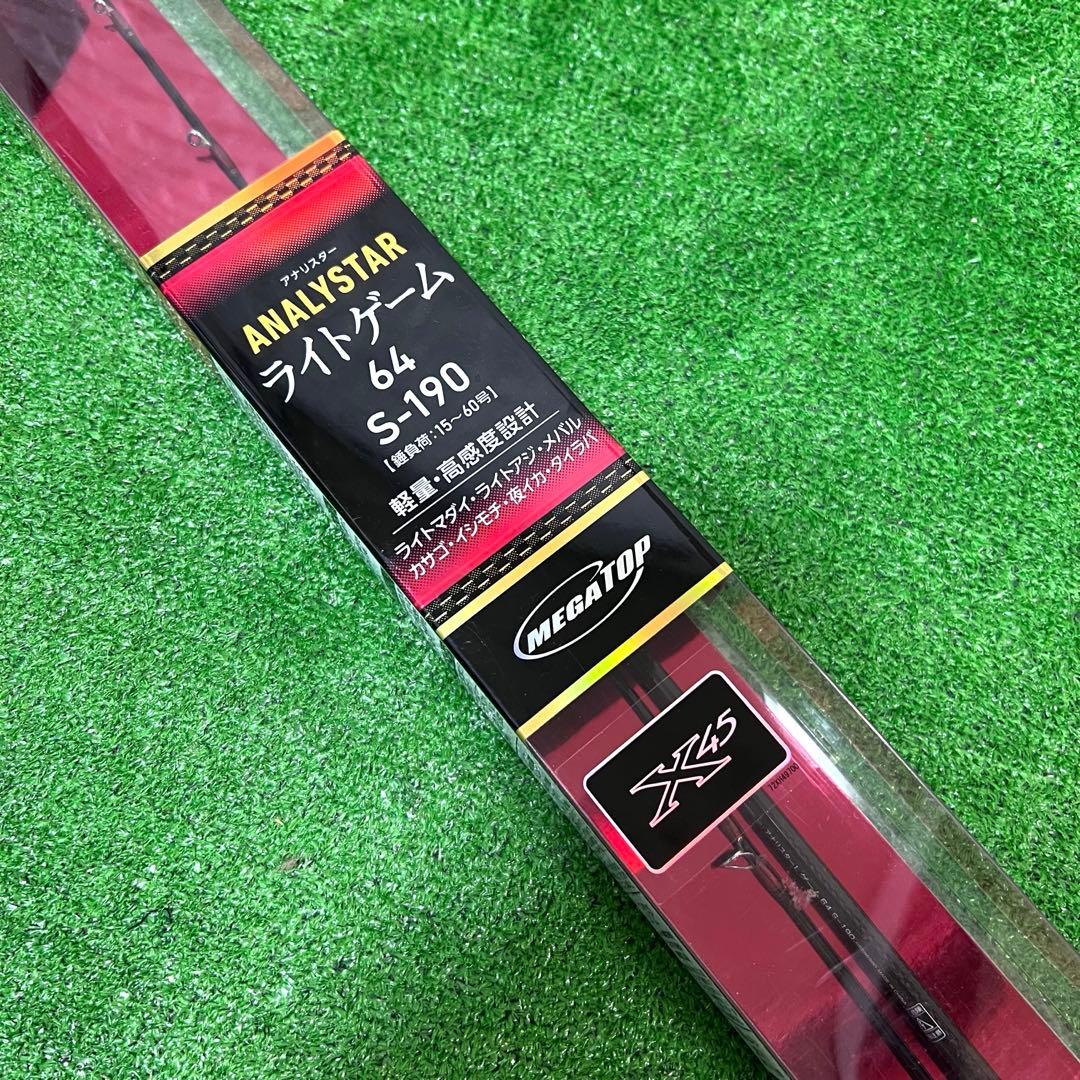 アナリスター
ANALYSTAR
ライトゲーム
64
S-190
【錘負荷:15〜60号】
軽量・高感度設計
ライトマダイ・ライトアジ・メバル
カサゴ・イシモチ・夜イカ・タイラバ
MEGATOP
X45
64 S-190